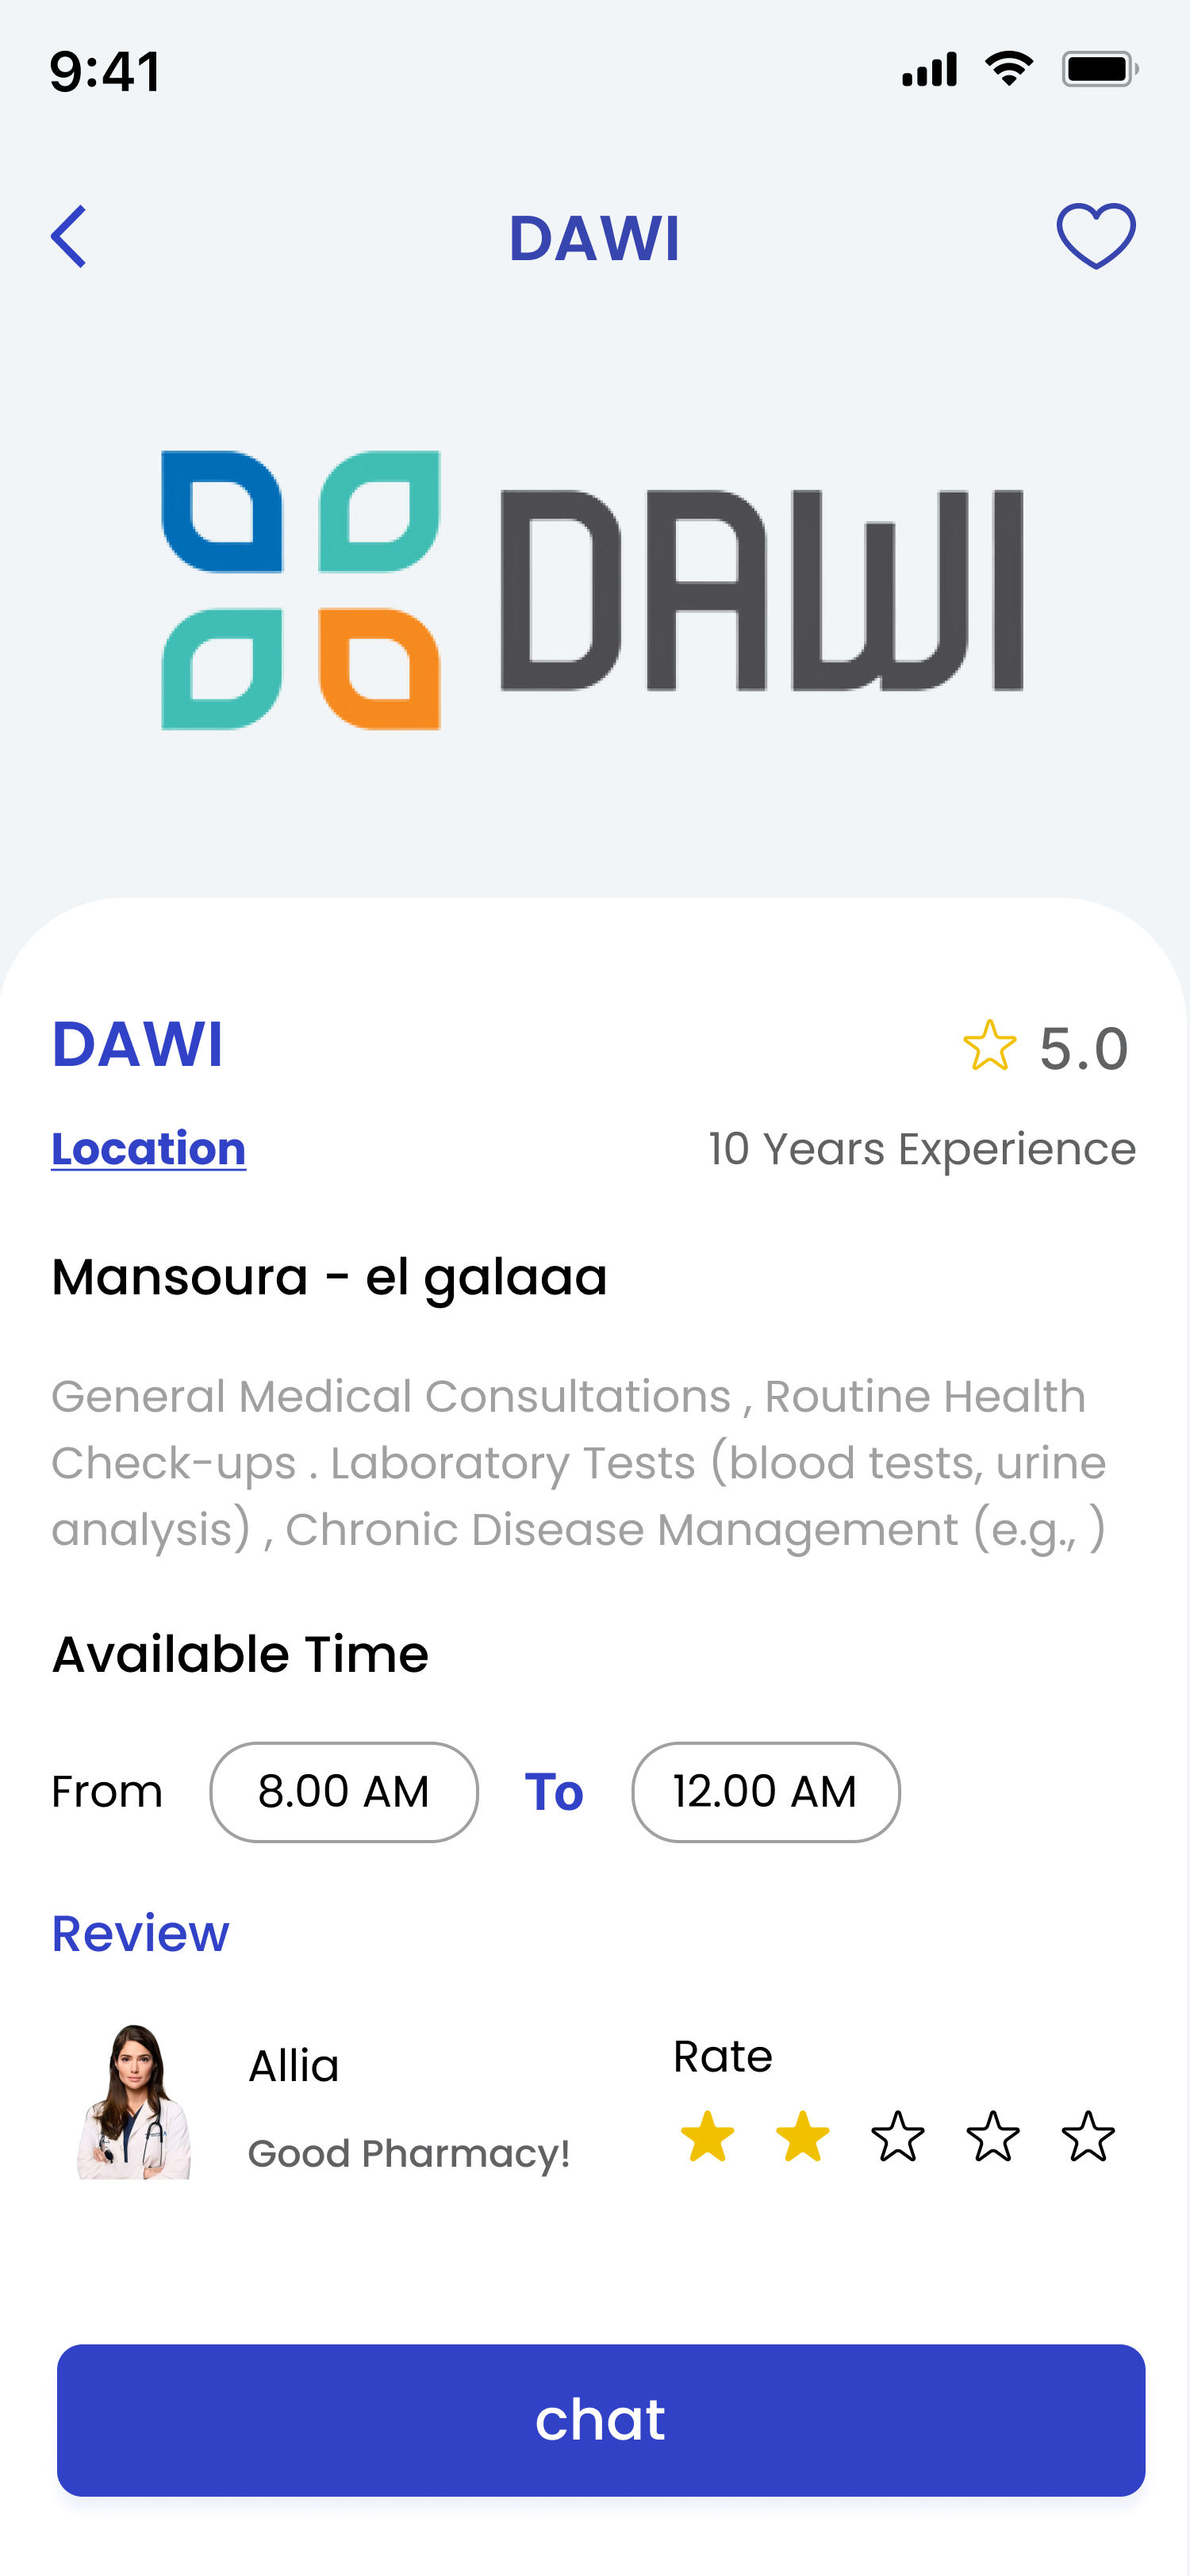 9:41
DAWI
DAWI
DAWI
5.0
Location
10 Years Experience
Mansoura - el galaaa
General Medical Consultations , Routine Health
Check-ups . Laboratory Tests (blood tests, urine
analysis) , Chronic Disease Management (e.g., )
Available Time
From 8.00 AM To 12.00 AM
Review
Allia
Rate
Good Pharmacy!
chat